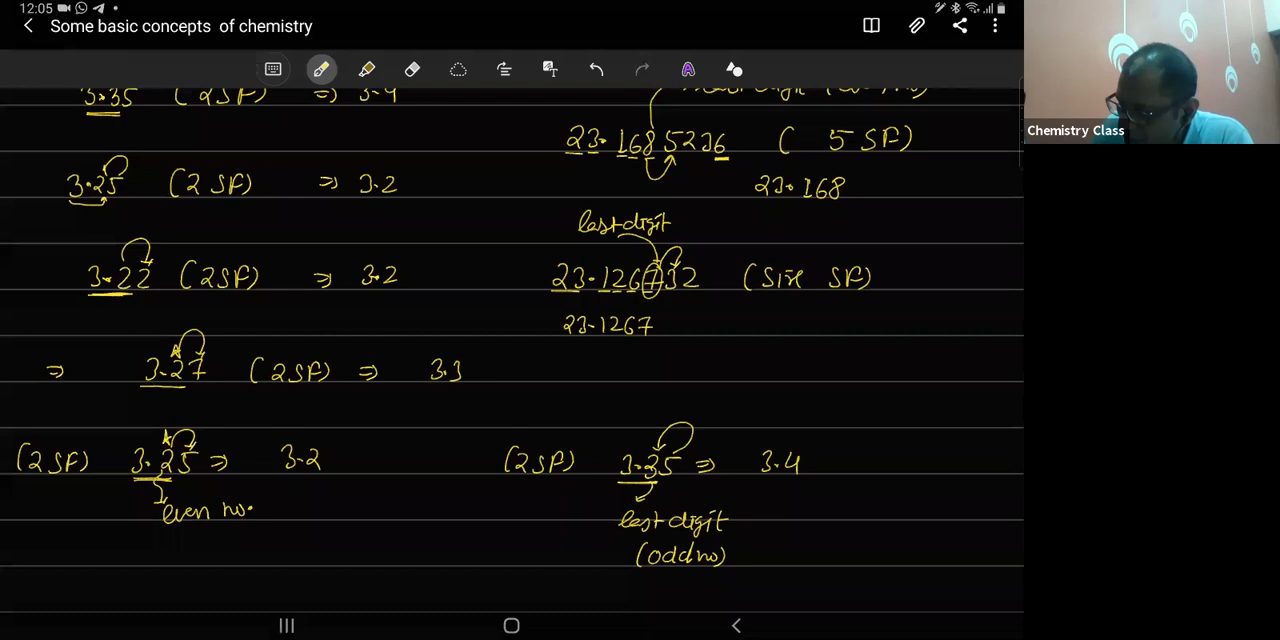 12:05
Some basic concepts of chemistry
Chemistry Class
3.35 (2SF) ⇒ 3.4
23.1685236 (5 SF)
3.25 (2SF) ⇒ 3.2
23.168
last digit
3.22 (2SF) ⇒ 3.2
23.126732 (Six SF)
23.1267
⇒ 3.27 (2SF) ⇒ 3.3
(2SF) 3.25 ⇒ 3.2
even no.
(2SF) 3.35 ⇒ 3.4
last digit
(odd no)